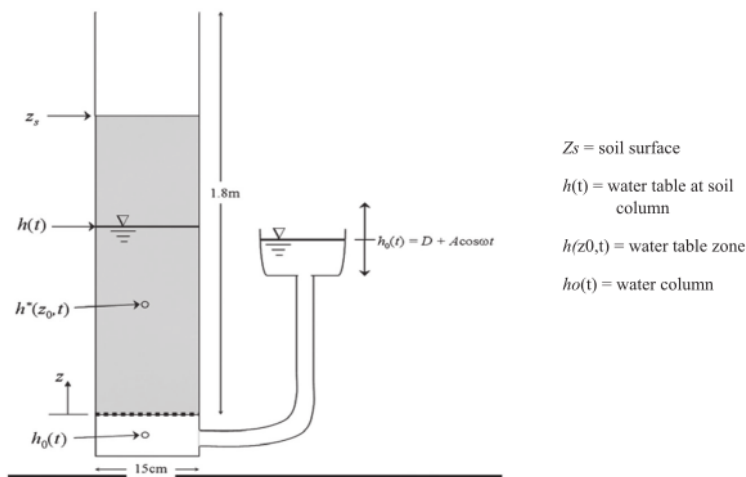 z_s
h(t)
h*(z₀,t)
z
h₀(t)
15cm
1.8m
h₀(t) = D + Acosωt
Zs = soil surface
h(t) = water table at soil
column
h(z0,t) = water table zone
ho(t) = water column